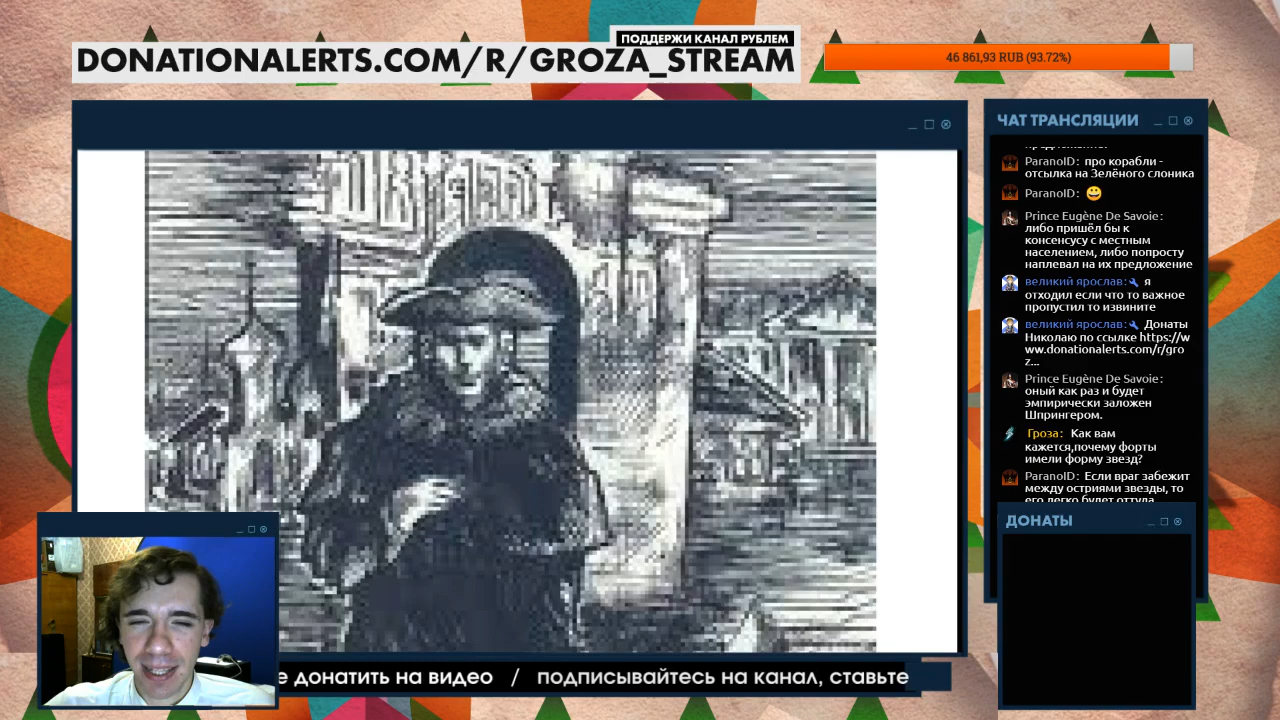 ПОДДЕРЖИ КАНАЛ РУБЛЕМ
DONATIONALERTS.COM/R/GROZA_STREAM
46 861,93 RUB (93.72%)
ЧАТ ТРАНСЛЯЦИИ
ParanoID: про корабли -
отсылка на Зелёного слоника
ParanoID: 😀
Prince Eugène De Savoie:
либо пришёл бы к
консенсусу с местным
населением, либо попросту
наплевал на их предложение
великий ярослав: я
отходил если что то важное
пропустил то извините
великий ярослав: Донаты
Николаю по ссылке https://w
ww.donationalerts.com/r/gro
z...
Prince Eugène De Savoie:
оный как раз и будет
эмпирически заложен
Шпрингером.
Гроза: Как вам
кажется,почему форты
имели форму звезд?
ParanoID: Если враг забежит
между остриями звезды, то
его легко будет оттуда
ДОНАТЫ
е донатить на видео / подписывайтесь на канал, ставьте